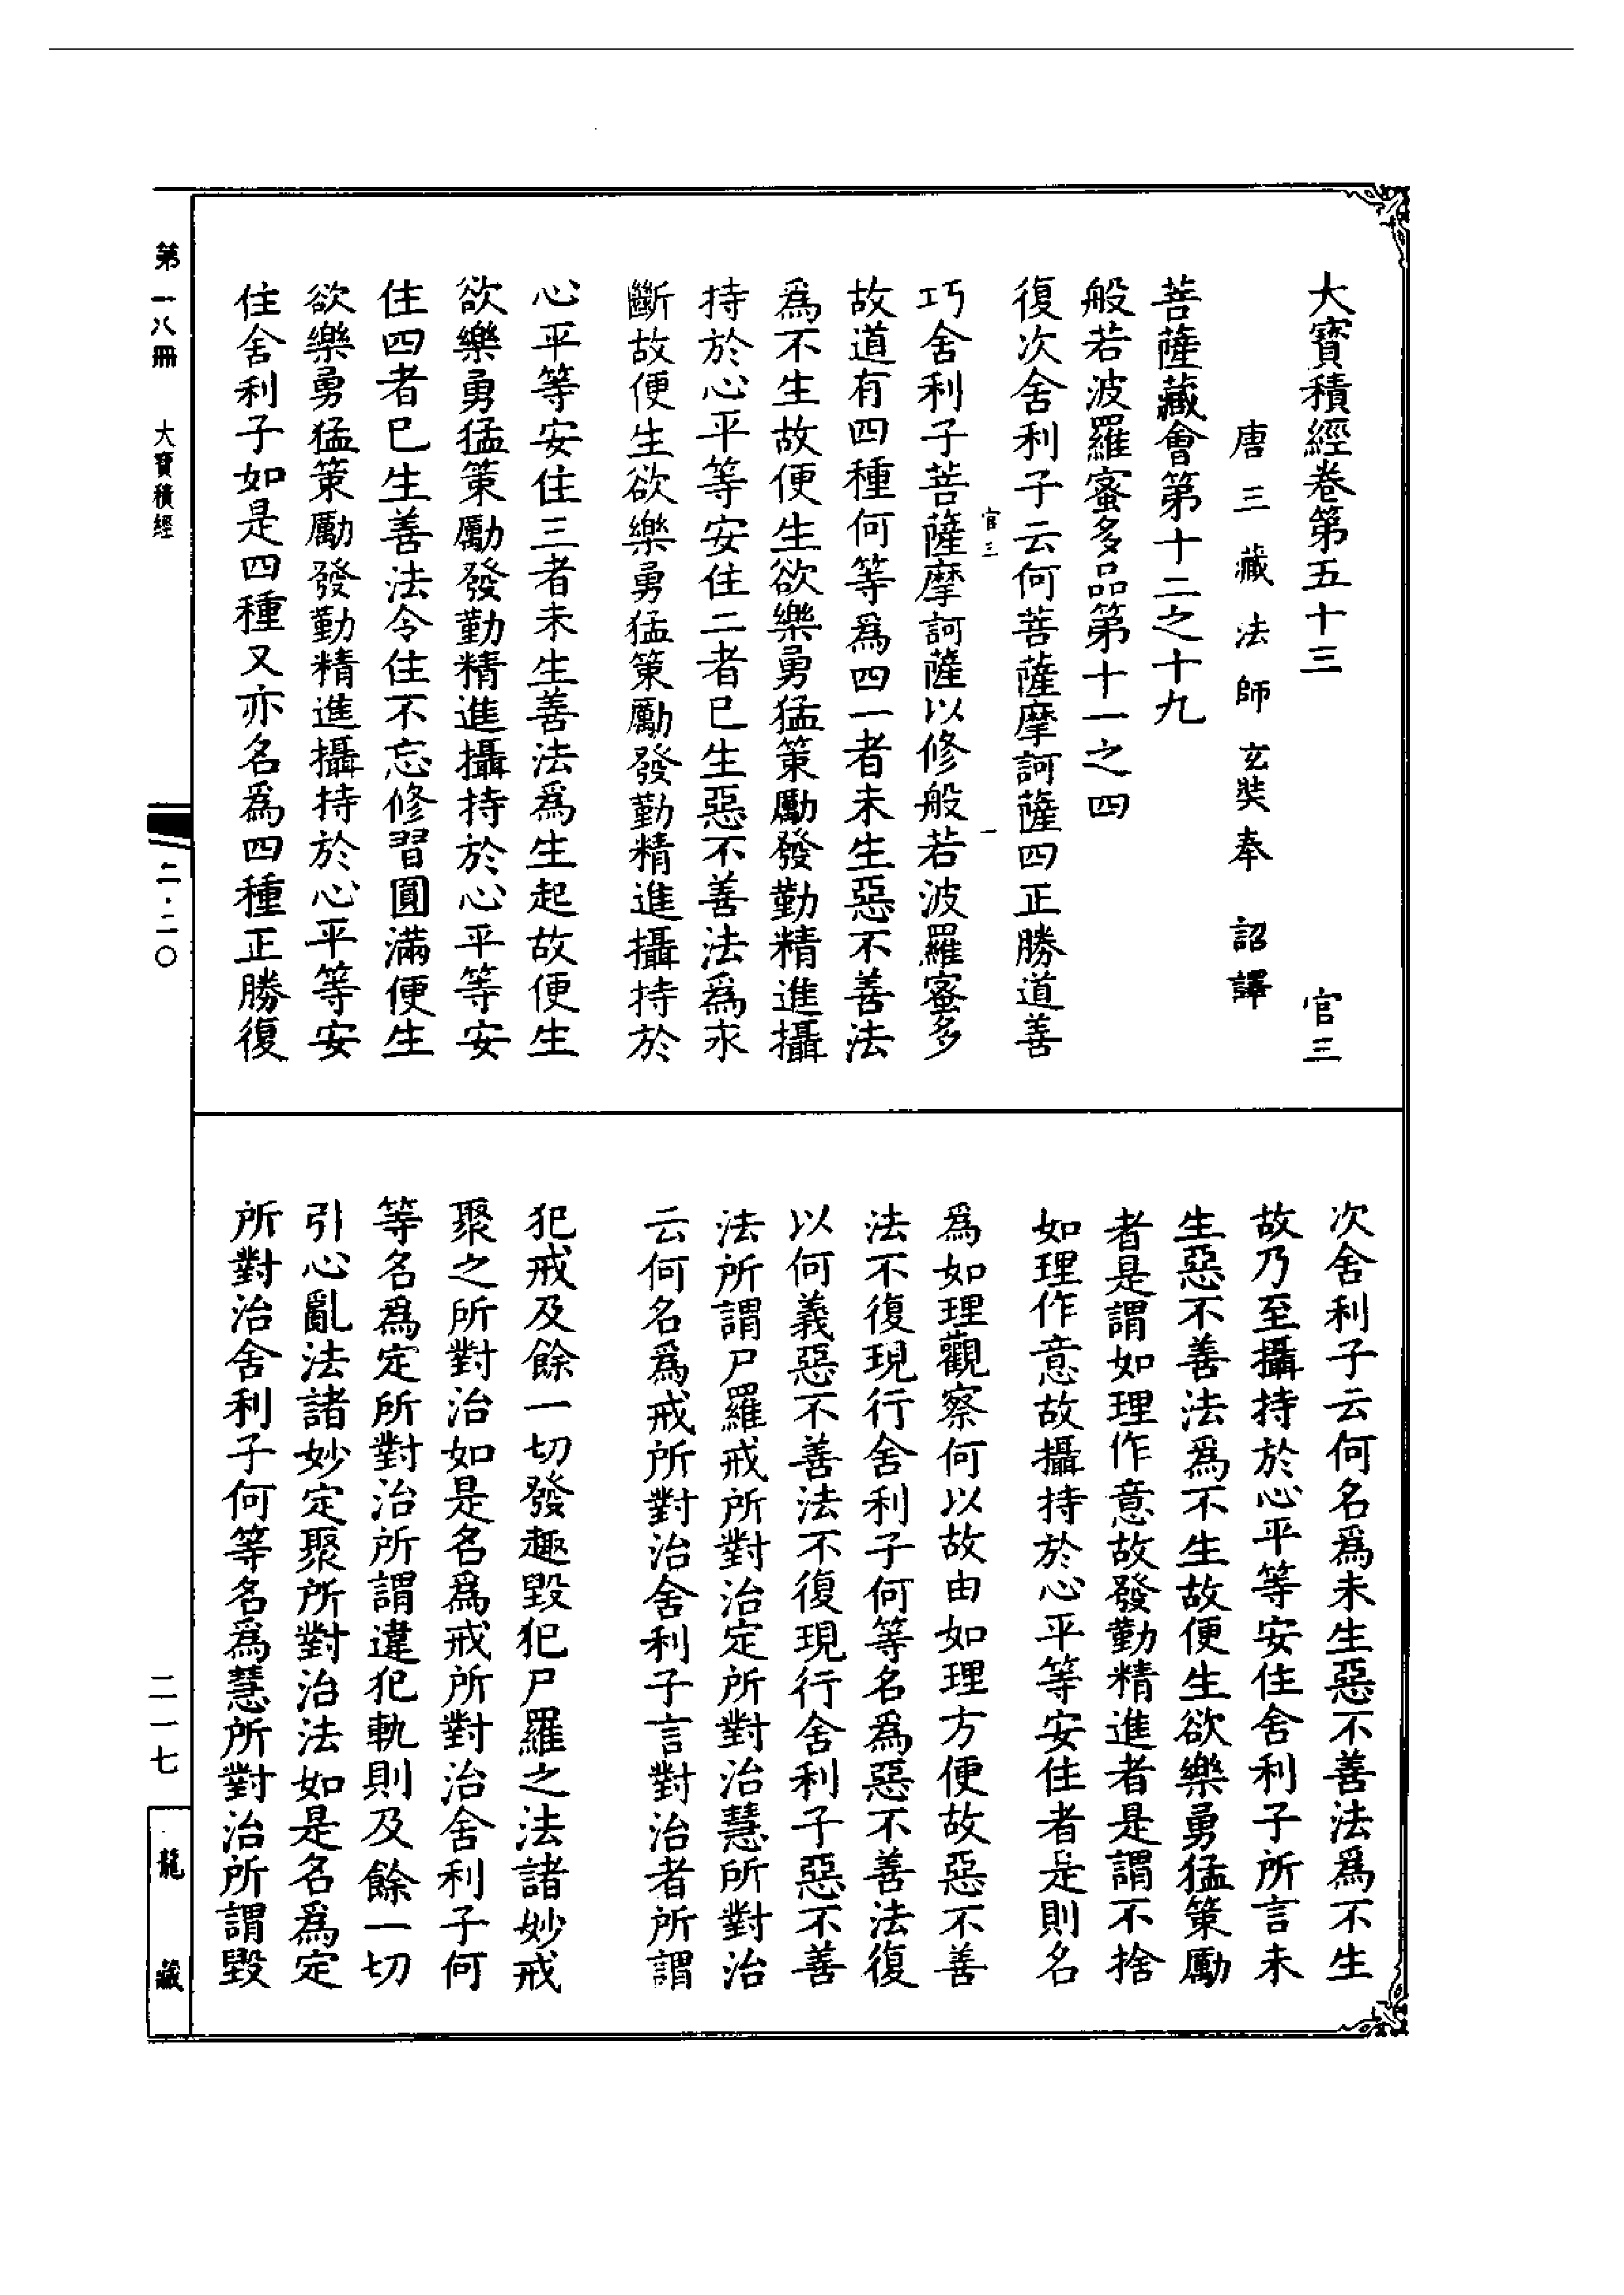 大寶積經卷第五十三　官三
唐三藏法師玄奘奉　詔譯
菩薩藏會第十二之十九
般若波羅蜜多品第十一之四
復次舍利子云何菩薩摩訶薩四正勝道善
官三　一
巧舍利子菩薩摩訶薩以修般若波羅蜜多
故道有四種何等爲四一者未生惡不善法
爲不生故便生欲樂勇猛策勵發勤精進攝
持於心平等安住二者已生惡不善法爲永
斷故便生欲樂勇猛策勵發勤精進攝持於
心平等安住三者未生善法爲生起故便生
欲樂勇猛策勵發勤精進攝持於心平等安
住四者已生善法令住不忘修習圓滿便生
欲樂勇猛策勵發勤精進攝持於心平等安
住舍利子如是四種又亦名爲四種正勝復
次舍利子云何名爲未生惡不善法爲不生
故乃至攝持於心平等安住舍利子所言未
生惡不善法爲不生故便生欲樂勇猛策勵
者是謂如理作意故發勤精進者是謂不捨
如理作意故攝持於心平等安住者是則名
爲如理觀察何以故由如理方便故惡不善
法不復現行舍利子何等名爲惡不善法復
以何義惡不善法不復現行舍利子惡不善
法所謂尸羅戒所對治定所對治慧所對治
云何名爲戒所對治舍利子言對治者所謂
犯戒及餘一切發趣毀犯尸羅之法諸妙戒
聚之所對治如是名爲戒所對治舍利子何
等名爲定所對治所謂違犯軌則及餘一切
引心亂法諸妙定聚所對治法如是名爲定
所對治舍利子何等名爲慧所對治所謂毀
第一八冊　大寶積經　二·二〇　二一七　龍藏